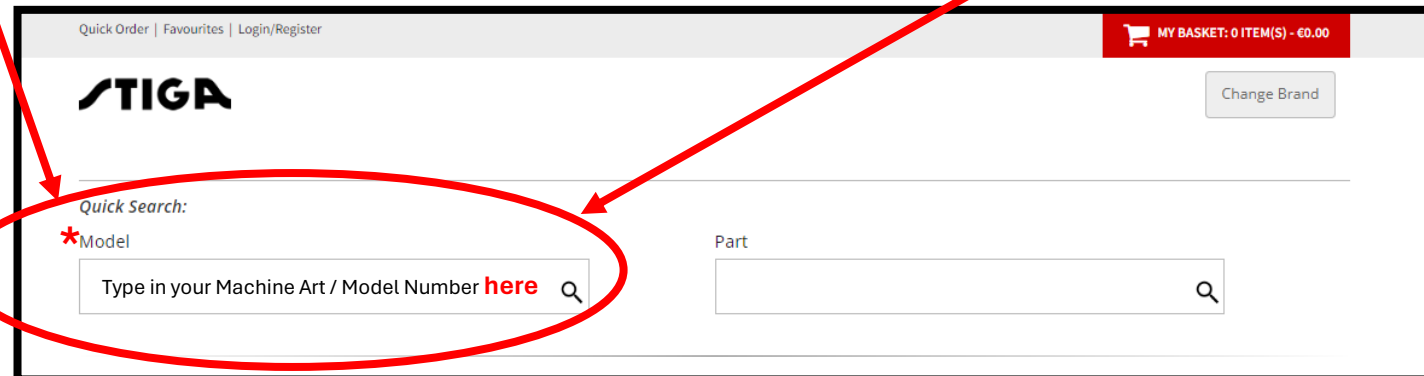 Quick Order | Favourites | Login/Register
MY BASKET: 0 ITEM(S) - €0.00
STIGA
Change Brand
Quick Search:
*Model
Part
Type in your Machine Art / Model Number here